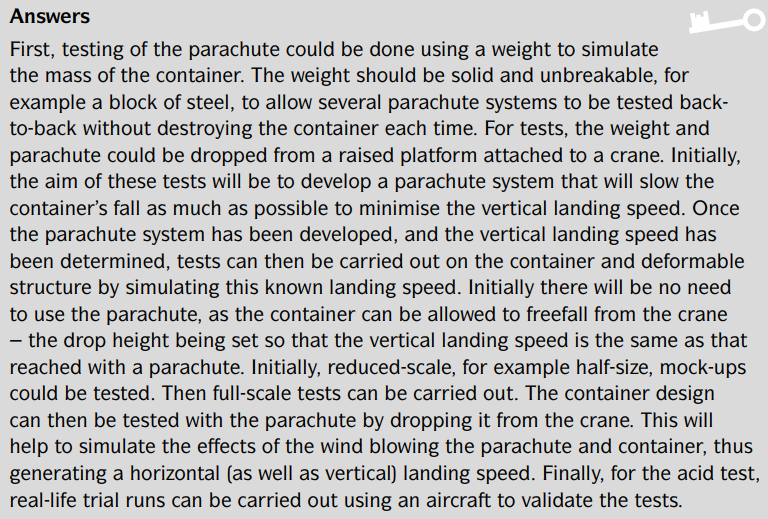 Answers
First, testing of the parachute could be done using a weight to simulate
the mass of the container. The weight should be solid and unbreakable, for
example a block of steel, to allow several parachute systems to be tested back-
to-back without destroying the container each time. For tests, the weight and
parachute could be dropped from a raised platform attached to a crane. Initially,
the aim of these tests will be to develop a parachute system that will slow the
container’s fall as much as possible to minimise the vertical landing speed. Once
the parachute system has been developed, and the vertical landing speed has
been determined, tests can then be carried out on the container and deformable
structure by simulating this known landing speed. Initially there will be no need
to use the parachute, as the container can be allowed to freefall from the crane
– the drop height being set so that the vertical landing speed is the same as that
reached with a parachute. Initially, reduced-scale, for example half-size, mock-ups
could be tested. Then full-scale tests can be carried out. The container design
can then be tested with the parachute by dropping it from the crane. This will
help to simulate the effects of the wind blowing the parachute and container, thus
generating a horizontal (as well as vertical) landing speed. Finally, for the acid test,
real-life trial runs can be carried out using an aircraft to validate the tests.